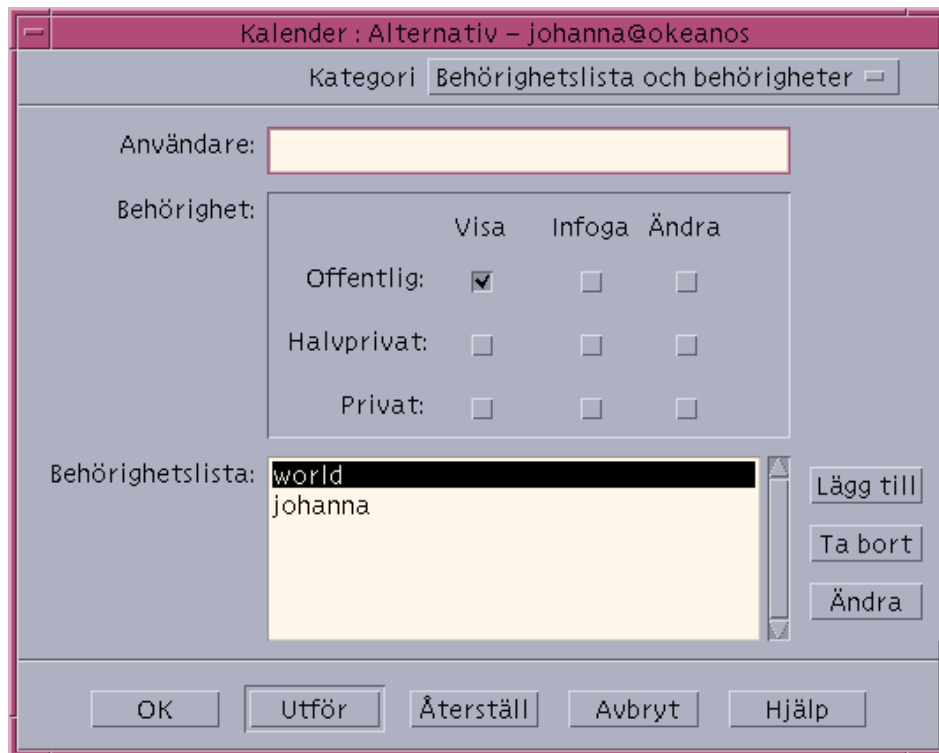 Kalender : Alternativ – johanna@okeanos
Kategori Behörighetslista och behörigheter
Användare:
Behörighet:
Visa Infoga Ändra
Offentlig:
Halvprivat:
Privat:
Behörighetslista:
world
johanna
Lägg till
Ta bort
Ändra
OK Utför Återställ Avbryt Hjälp